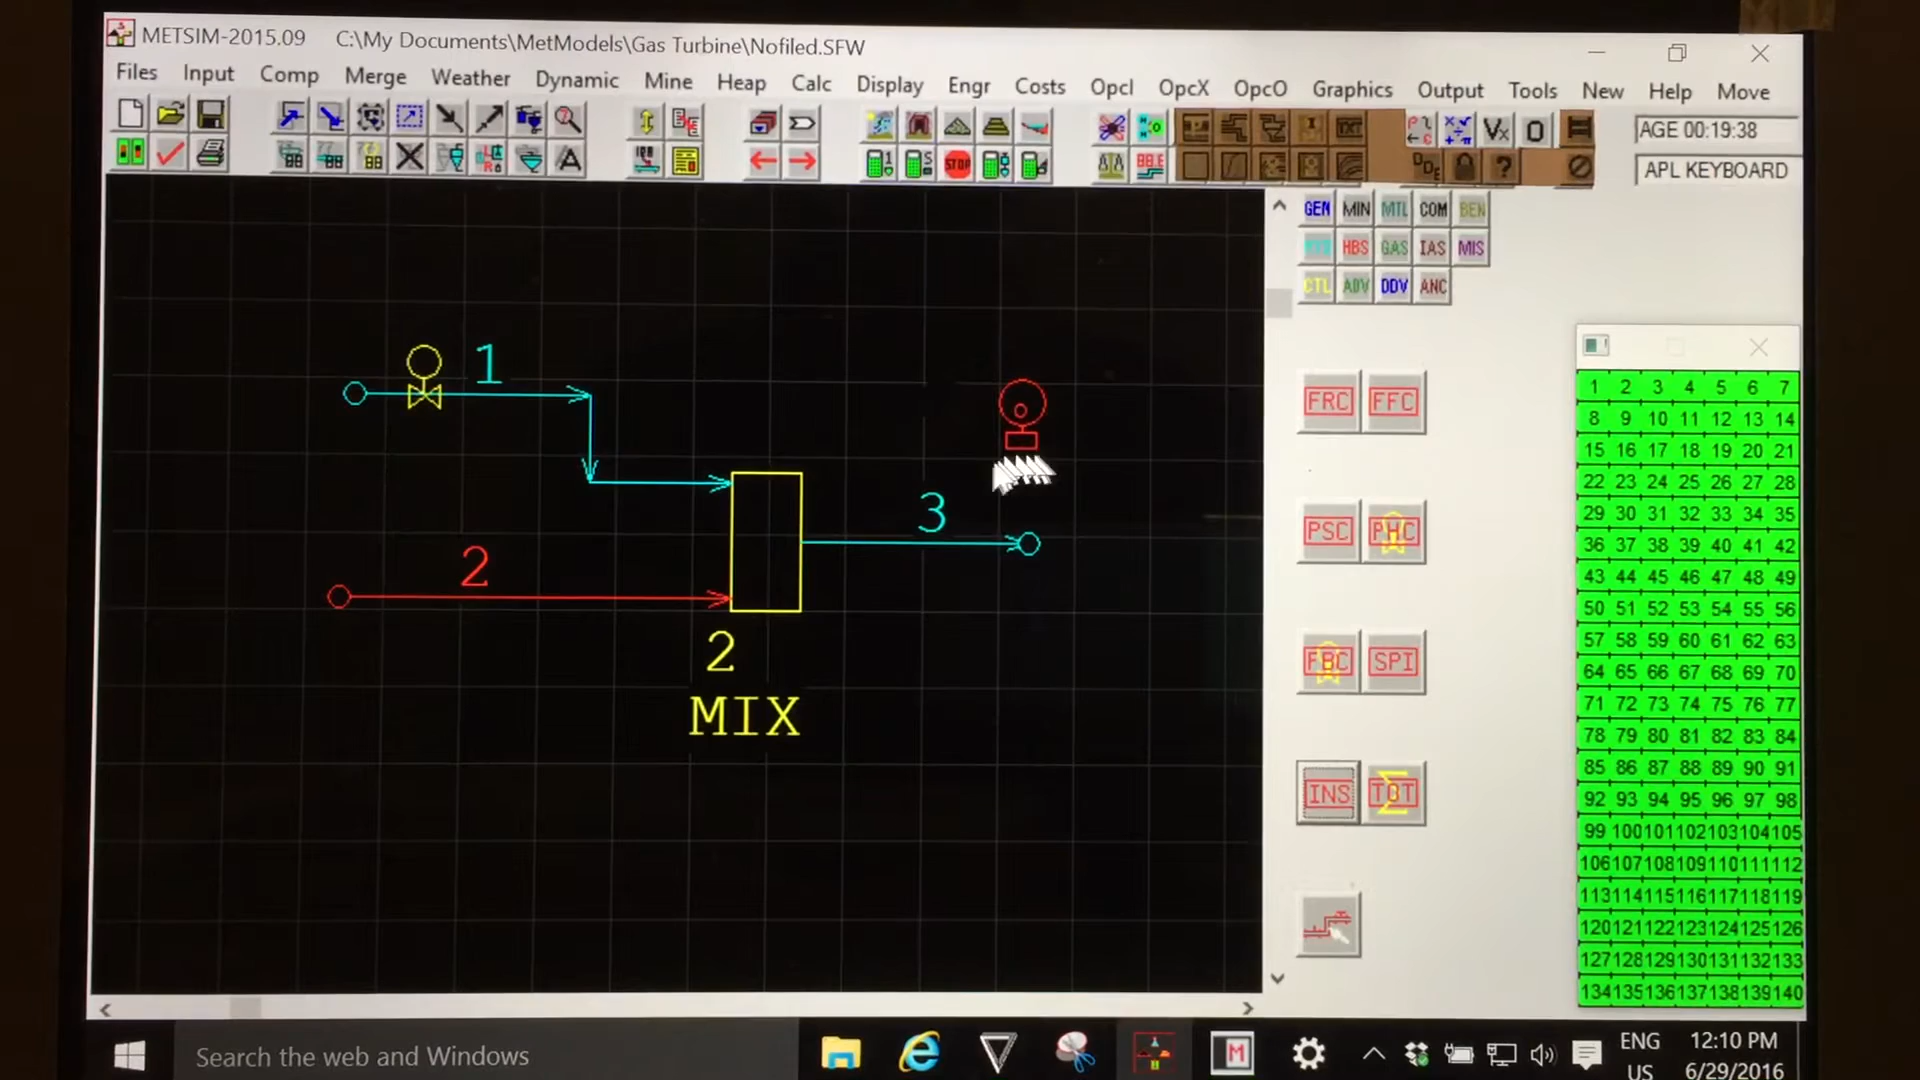 METSIM-2015.09 C:\My Documents\MetModels\Gas Turbine\Nofiled.SFW
Files Input Comp Merge Weather Dynamic Mine Heap Calc Display Engr Costs OpcI OpcX OpcO Graphics Output Tools New Help Move
AGE 00:19:38
APL KEYBOARD
GEN MIN MTL COM BEN
HBS GAS IAS MIS
CTL ADV DDV ANC
STOP
BB.E
TXT
DDE
1
2
3
2
MIX
FRC FFC
PSC PHC
FBC SPI
INS TOT
1 2 3 4 5 6 7
8 9 10 11 12 13 14
15 16 17 18 19 20 21
22 23 24 25 26 27 28
29 30 31 32 33 34 35
36 37 38 39 40 41 42
43 44 45 46 47 48 49
50 51 52 53 54 55 56
57 58 59 60 61 62 63
64 65 66 67 68 69 70
71 72 73 74 75 76 77
78 79 80 81 82 83 84
85 86 87 88 89 90 91
92 93 94 95 96 97 98
99 100 101 102 103 104 105
106 107 108 109 110 111 112
113 114 115 116 117 118 119
120 121 122 123 124 125 126
127 128 129 130 131 132 133
134 135 136 137 138 139 140
Search the web and Windows
ENG
US
12:10 PM
6/29/2016